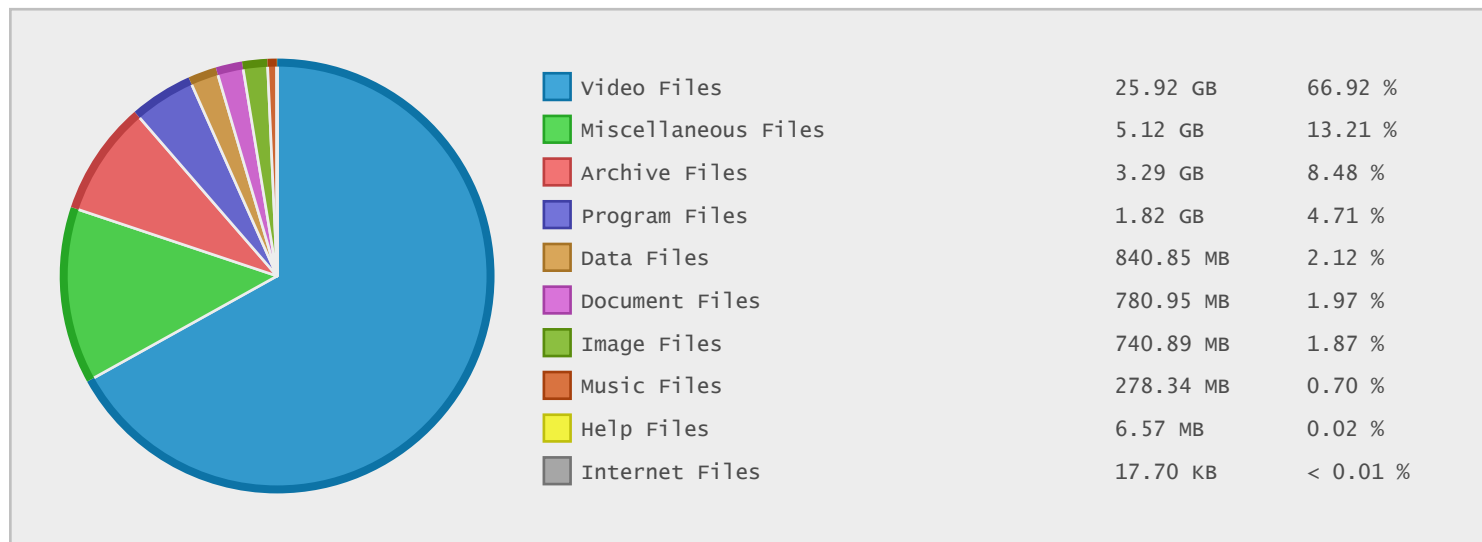 Video Files 25.92 GB 66.92 %
Miscellaneous Files 5.12 GB 13.21 %
Archive Files 3.29 GB 8.48 %
Program Files 1.82 GB 4.71 %
Data Files 840.85 MB 2.12 %
Document Files 780.95 MB 1.97 %
Image Files 740.89 MB 1.87 %
Music Files 278.34 MB 0.70 %
Help Files 6.57 MB 0.02 %
Internet Files 17.70 KB < 0.01 %